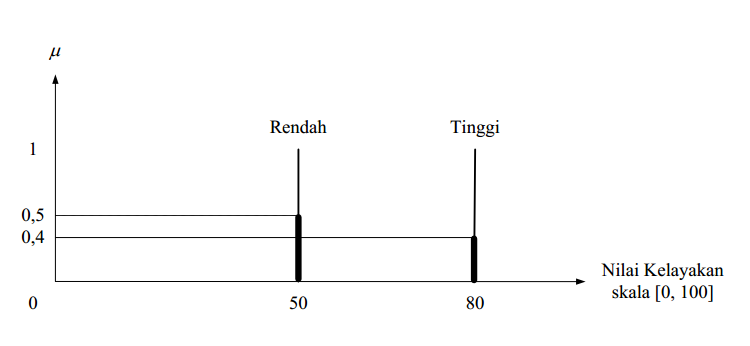 μ
Rendah
Tinggi
1
0,5
0,4
Nilai Kelayakan
skala [0, 100]
0
50
80